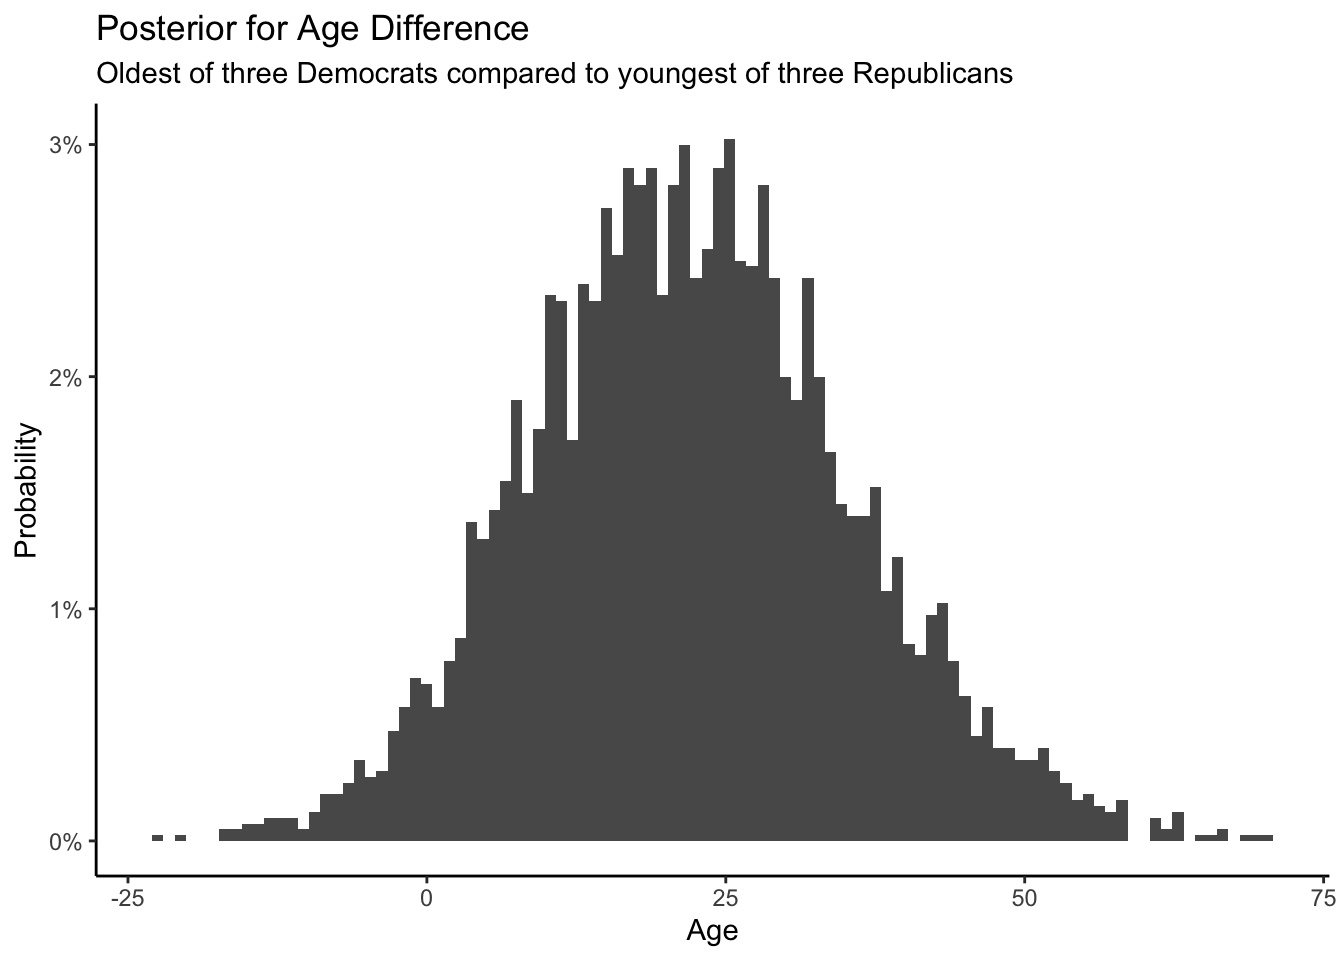 Posterior for Age Difference
Oldest of three Democrats compared to youngest of three Republicans
3%
2%
1%
0%
Probability
-25
0
25
50
75
Age